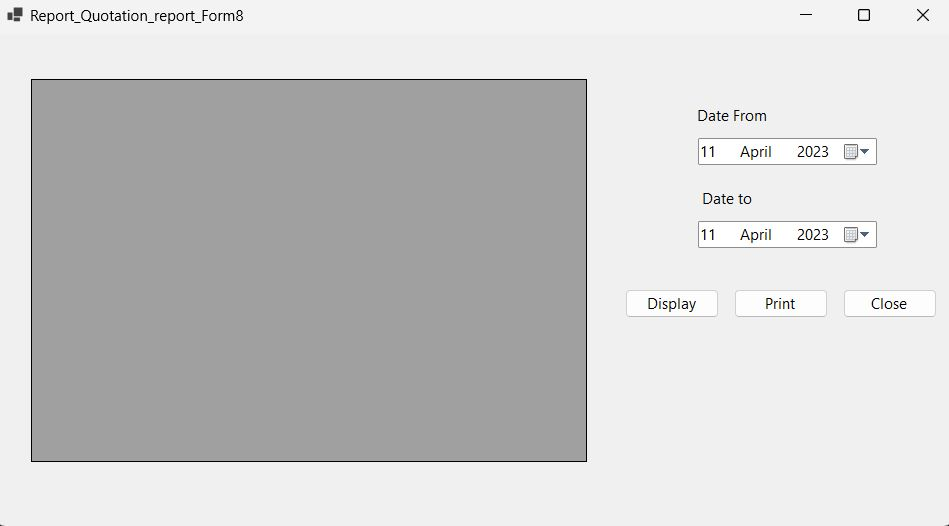 Report_Quotation_report_Form8
Date From
11 April 2023
Date to
11 April 2023
Display Print Close